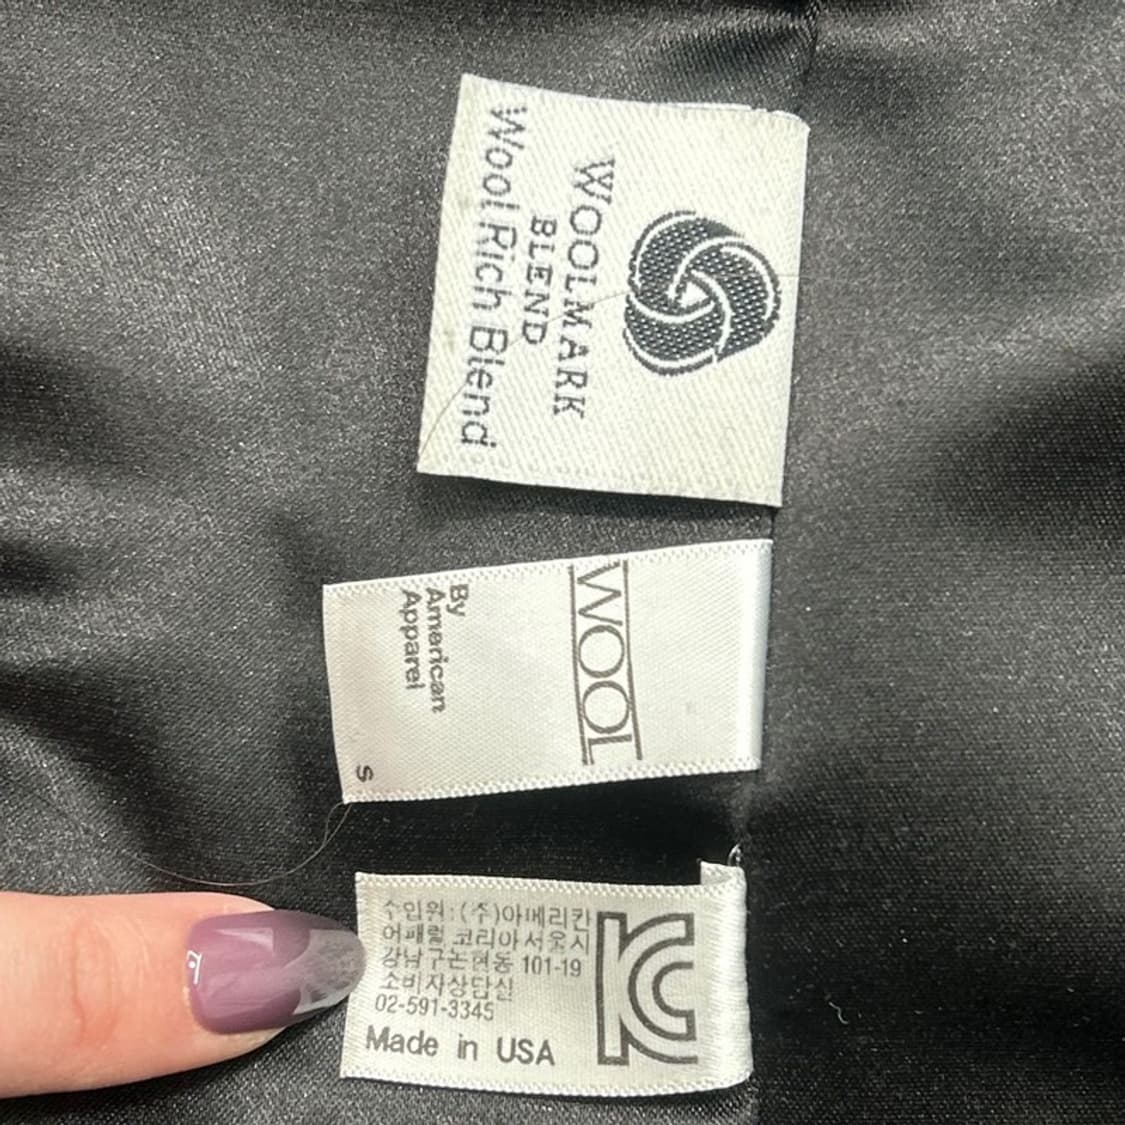 WOOLMARK
BLEND
Wool Rich Blend
WOOL
By
American
Apparel
S
KC
수입원:(주)아메리칸
어패럴 코리아서울시
강남구논현동 101-19
소비자상담실
02-591-3345
Made in USA